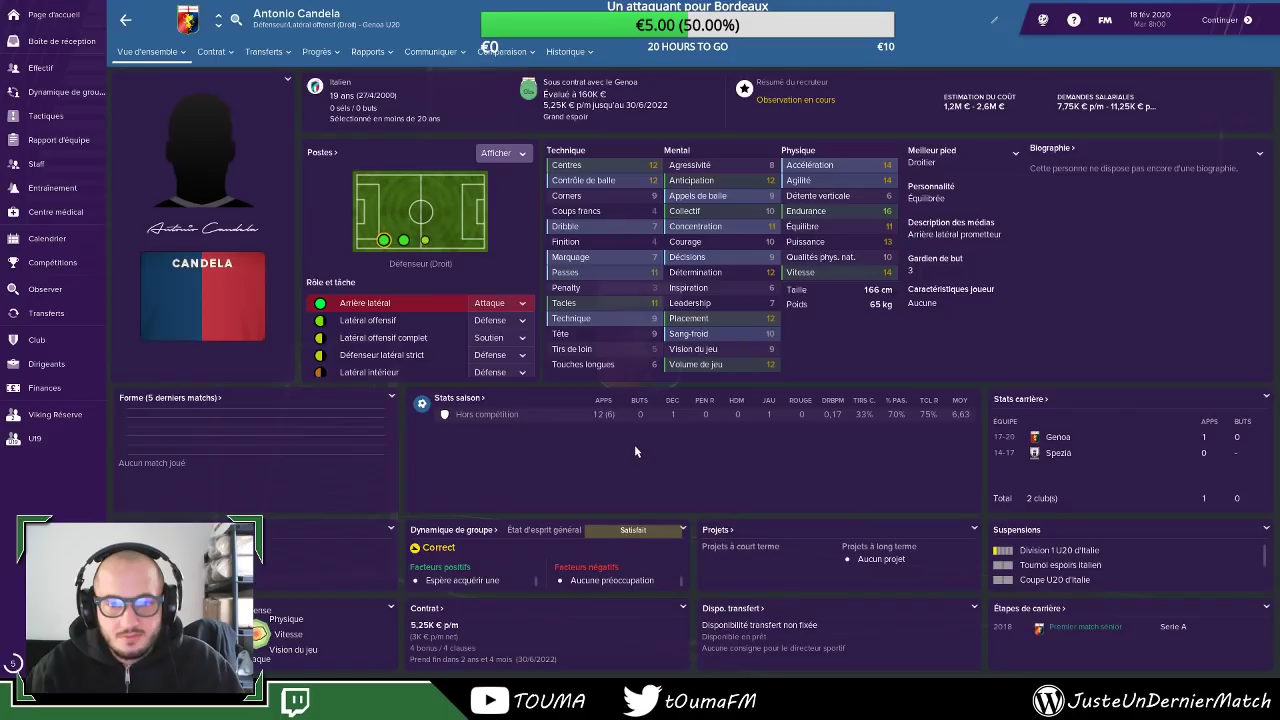 Page d'accueil
Boîte de réception
Effectif
Dynamique de grou...
Tactiques
Rapport d'équipe
Staff
Entraînement
Centre médical
Calendrier
Compétitions
Observer
Transferts
Club
Dirigeants
Finances
Viking Réserve
U19
Antonio Candela
Défenseur/Latéral offensif (Droit) - Genoa U20
Un attaquant pour Bordeaux
€5.00 (50.00%)
€0
20 HOURS TO GO
€10
FM
18 fév 2020
Mar 8h00
Continuer
Vue d'ensemble
Contrat
Transferts
Progrès
Rapports
Communiquer
Comparaison
Historique
Italien
19 ans (27/4/2000)
0 séls / 0 buts
Sélectionné en moins de 20 ans
Sous contrat avec le Genoa
Évalué à 160K €
5,25K € p/m jusqu'au 30/6/2022
Grand espoir
Résumé du recruteur
Observation en cours
ESTIMATION DU COÛT
1,2M € - 2,6M €
DEMANDES SALARIALES
7,75K € p/m - 11,25K € p...
Antonio Candela
CANDELA
Postes >
Afficher
Défenseur (Droit)
Rôle et tâche
Arrière latéral Attaque
Latéral offensif Défense
Latéral offensif complet Soutien
Défenseur latéral strict Défense
Latéral intérieur Défense
Technique
Centres 12
Contrôle de balle 12
Corners 9
Coups francs 4
Dribble 7
Finition 4
Marquage 7
Passes 11
Penalty 3
Tacles 11
Technique 9
Tête 9
Tirs de loin 5
Touches longues 6
Mental
Agressivité 8
Anticipation 12
Appels de balle 9
Collectif 10
Concentration 11
Courage 10
Décisions 9
Détermination 12
Inspiration 6
Leadership 7
Placement 12
Sang-froid 10
Vision du jeu 9
Volume de jeu 12
Physique
Accélération 14
Agilité 14
Détente verticale 6
Endurance 16
Équilibre 11
Puissance 13
Qualités phys. nat. 10
Vitesse 14
Taille 166 cm
Poids 65 kg
Meilleur pied
Droitier
Personnalité
Équilibrée
Description des médias
Arrière latéral prometteur
Gardien de but
3
Caractéristiques joueur
Aucune
Biographie >
Cette personne ne dispose pas encore d'une biographie.
Forme (5 derniers matchs) >
Aucun match joué
Stats saison >
APPS BUTS DÉC PÉN R HDM JAU ROUGE DRBPM TIRS C. % PAS. TCL R MOY
Hors compétition 12 (6) 0 1 0 0 1 0 0,17 33% 70% 75% 6,63
Stats carrière >
ÉQUIPE APPS BUTS
17-20 Genoa 1 0
14-17 Spezia 0 -
Total 2 club(s) 1 0
Dynamique de groupe >
État d'esprit général
Satisfait
Correct
Facteurs positifs
Espère acquérir une
Facteurs négatifs
Aucune préoccupation
Projets >
Projets à court terme
Projets à long terme
Aucun projet
Suspensions
Division 1 U20 d'Italie
Tournoi espoirs italien
Coupe U20 d'Italie
Physique
Vitesse
Vision du jeu
Contrat >
5,25K € p/m
(3K € p/m net)
4 bonus / 4 clauses
Prend fin dans 2 ans et 4 mois (30/6/2022)
Dispo. transfert >
Disponibilité transfert non fixée
Disponible en prêt
Aucune consigne pour le directeur sportif
Étapes de carrière >
2018 Premier match sénior Serie A
TOUMA
tOumaFM
JusteUnDernierMatch